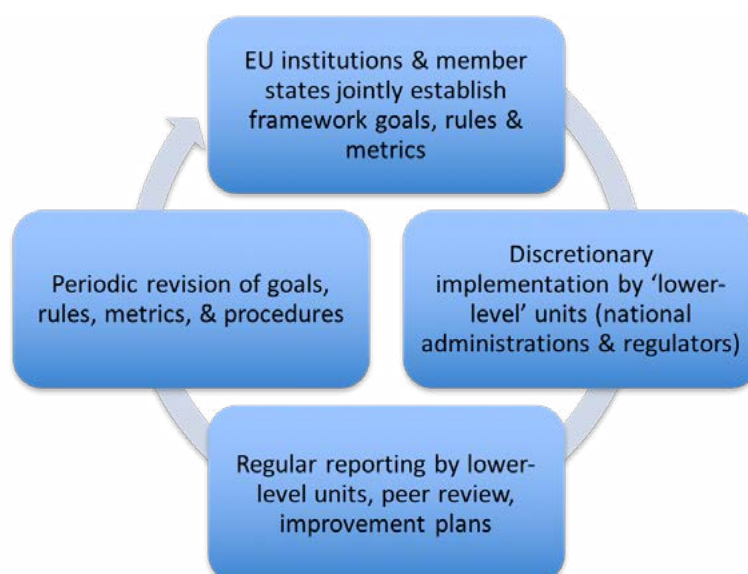 EU institutions & member
states jointly establish
framework goals, rules &
metrics
Discretionary
implementation by ‘lower-
level’ units (national
administrations & regulators)
Regular reporting by lower-
level units, peer review,
improvement plans
Periodic revision of goals,
rules, metrics, & procedures